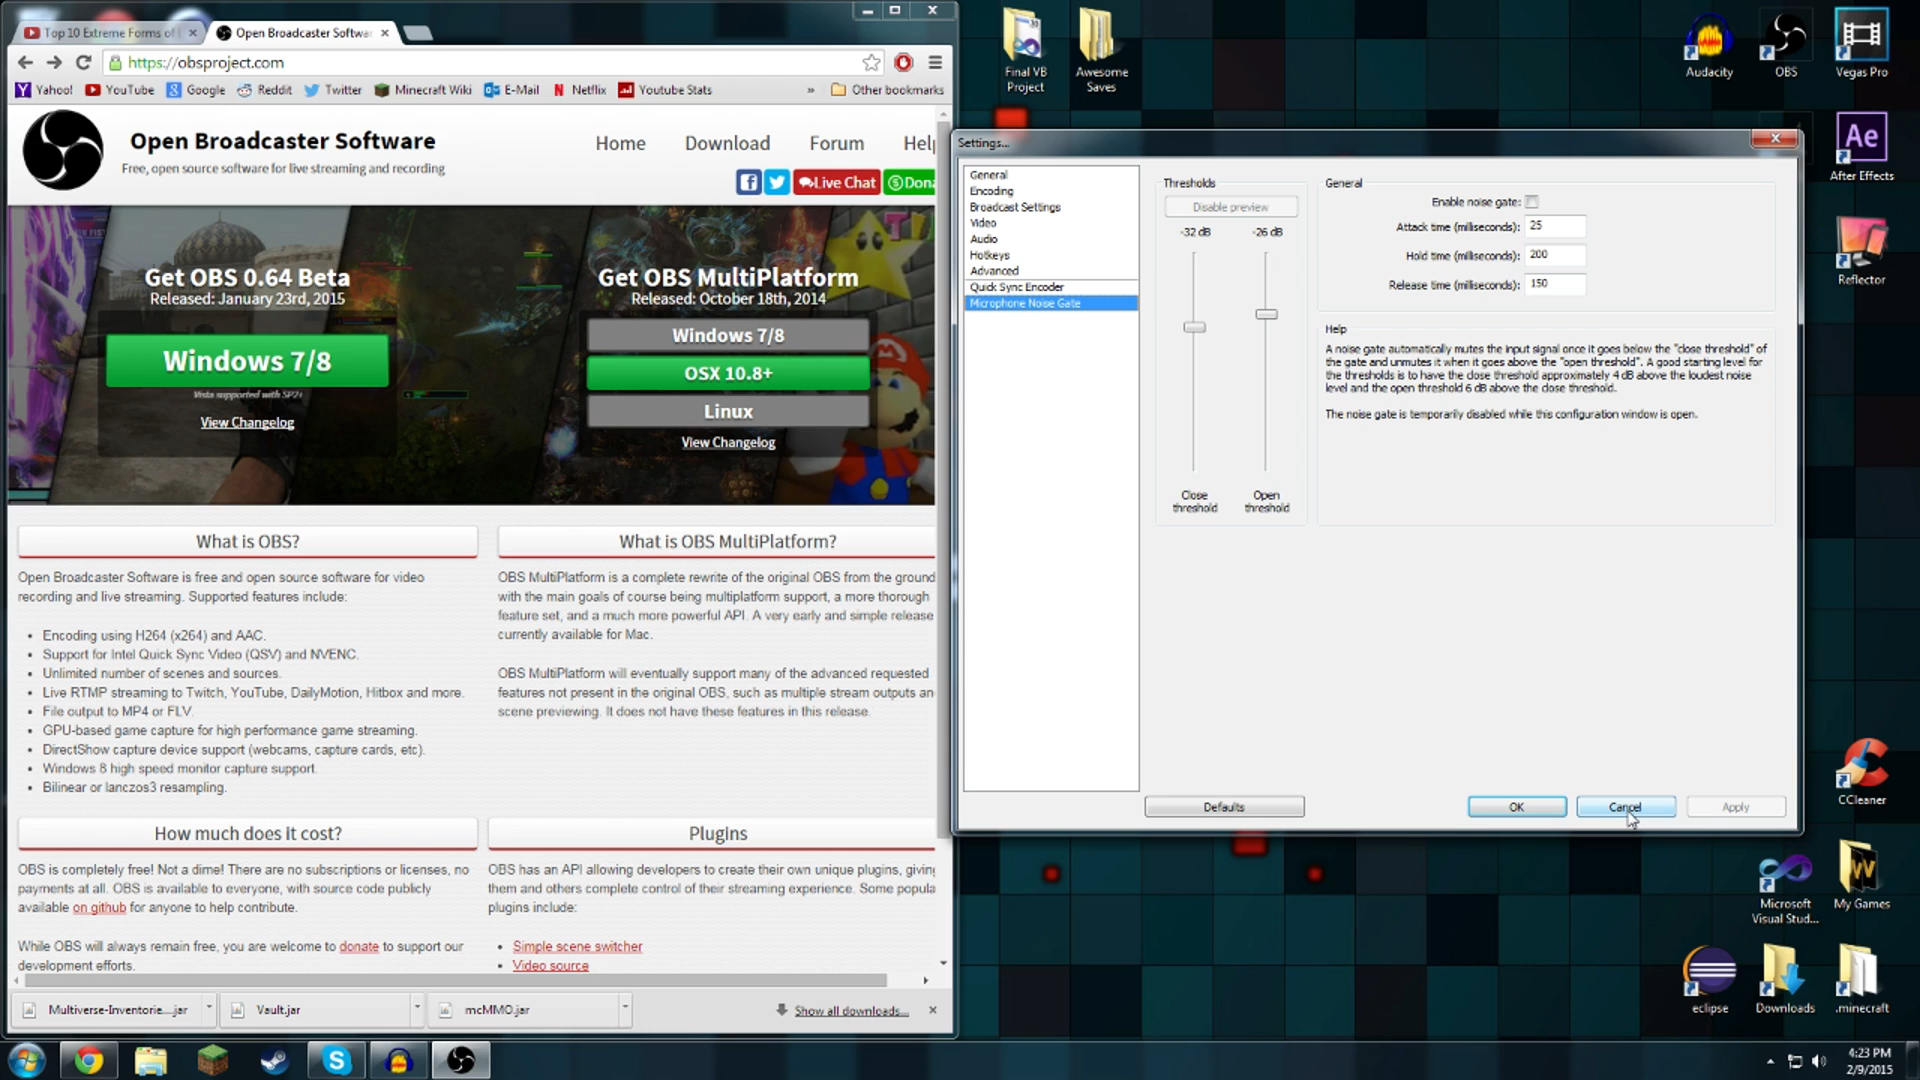 Top 10 Extreme Forms of
Open Broadcaster Softwa
https://obsproject.com
Yahoo!
YouTube
Google
Reddit
Twitter
Minecraft Wiki
E-Mail
Netflix
Youtube Stats
»
Other bookmarks
Open Broadcaster Software
Free, open source software for live streaming and recording
Home
Download
Forum
Help
Live Chat
Dona
Get OBS 0.64 Beta
Released: January 23rd, 2015
Windows 7/8
Vista supported with SP2+
View Changelog
Get OBS MultiPlatform
Released: October 18th, 2014
Windows 7/8
OSX 10.8+
Linux
View Changelog
What is OBS?
Open Broadcaster Software is free and open source software for video
recording and live streaming. Supported features include:
• Encoding using H264 (x264) and AAC.
• Support for Intel Quick Sync Video (QSV) and NVENC.
• Unlimited number of scenes and sources.
• Live RTMP streaming to Twitch, YouTube, DailyMotion, Hitbox and more.
• File output to MP4 or FLV.
• GPU-based game capture for high performance game streaming.
• DirectShow capture device support (webcams, capture cards, etc).
• Windows 8 high speed monitor capture support.
• Bilinear or lanczos3 resampling.
What is OBS MultiPlatform?
OBS MultiPlatform is a complete rewrite of the original OBS from the ground
with the main goals of course being multiplatform support, a more thorough
feature set, and a much more powerful API. A very early and simple release
currently available for Mac.
OBS MultiPlatform will eventually support many of the advanced requested
features not present in the original OBS, such as multiple stream outputs an
scene previewing. It does not have these features in this release.
How much does it cost?
OBS is completely free! Not a dime! There are no subscriptions or licenses, no
payments at all. OBS is available to everyone, with source code publicly
available on github for anyone to help contribute.
While OBS will always remain free, you are welcome to donate to support our
development efforts.
Plugins
OBS has an API allowing developers to create their own unique plugins, giving
them and others complete control of their streaming experience. Some popula
plugins include:
• Simple scene switcher
• Video source
Multiverse-Inventorie....jar
Vault.jar
mcMMO.jar
Show all downloads...
Settings...
General
Encoding
Broadcast Settings
Video
Audio
Hotkeys
Advanced
Quick Sync Encoder
Microphone Noise Gate
Thresholds
Disable preview
-32 dB
-26 dB
Close
threshold
Open
threshold
General
Enable noise gate:
Attack time (milliseconds): 25
Hold time (milliseconds): 200
Release time (milliseconds): 150
Help
A noise gate automatically mutes the input signal once it goes below the "close threshold" of
the gate and unmutes it when it goes above the "open threshold". A good starting level for
the thresholds is to have the close threshold approximately 4 dB above the loudest noise
level and the open threshold 6 dB above the close threshold.
The noise gate is temporarily disabled while this configuration window is open.
Defaults
OK
Cancel
Apply
Final VB
Project
Awesome
Saves
Audacity
OBS
Vegas Pro
Ae
After Effects
Reflector
CCleaner
Microsoft
Visual Stud...
My Games
eclipse
Downloads
.minecraft
4:23 PM
2/9/2015